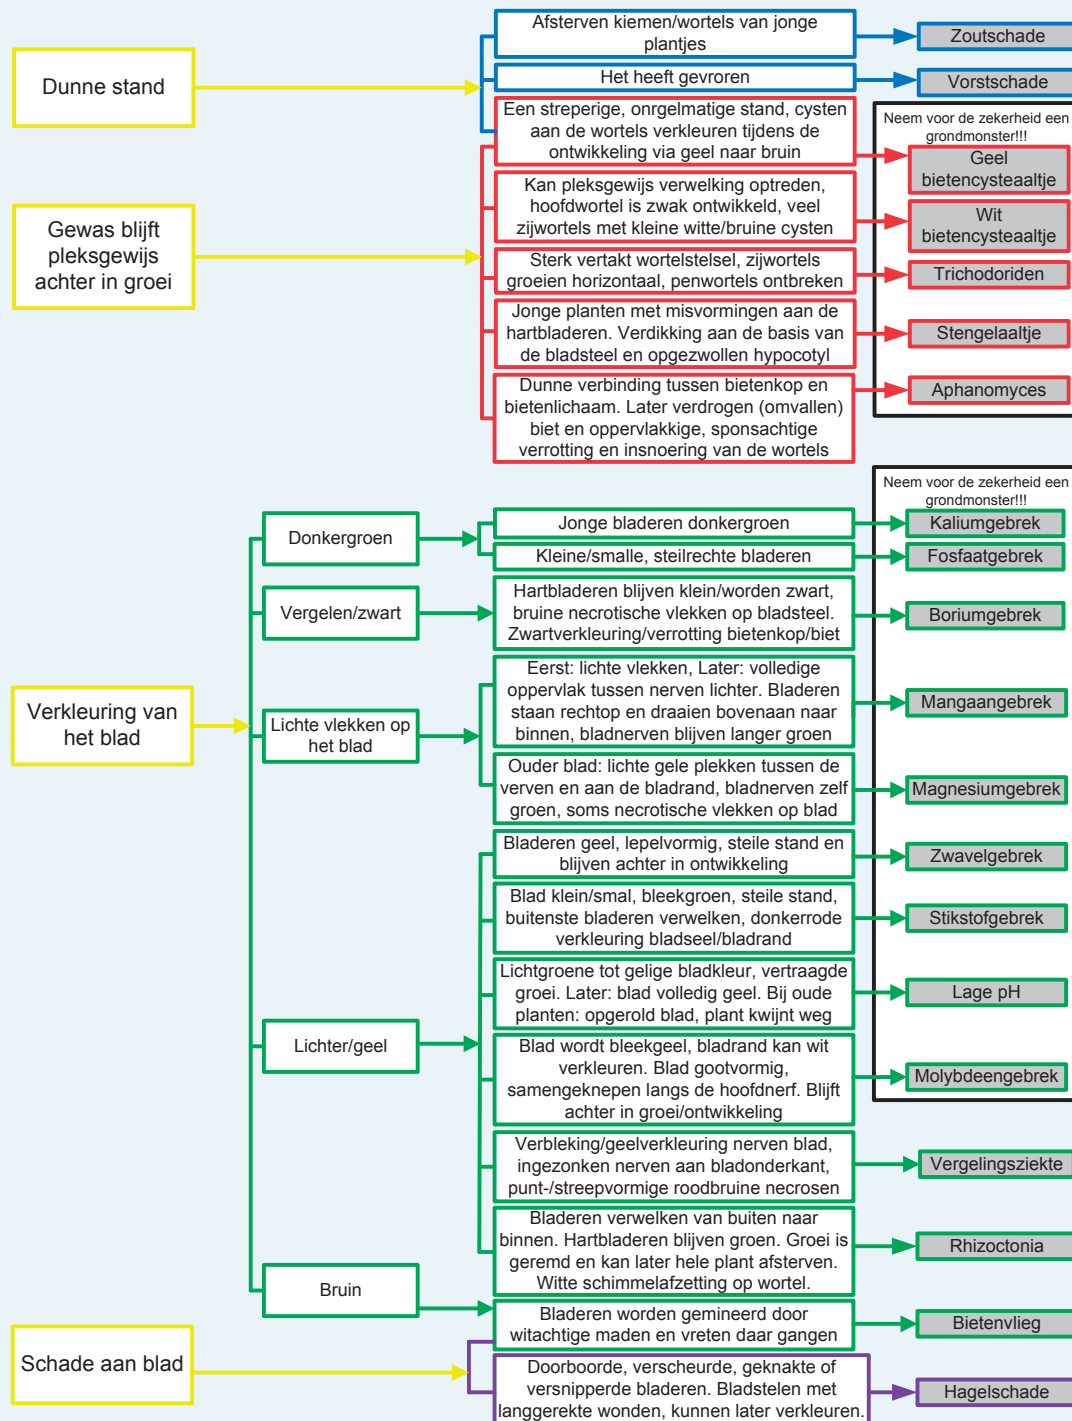 Dunne stand
Afsterven kiemen/wortels van jonge
plantjes
Zoutschade
Het heeft gevroren
Vorstschade
Een streperige, onrgelmatige stand, cysten
aan de wortels verkleuren tijdens de
ontwikkeling via geel naar bruin
Neem voor de zekerheid een
grondmonster!!!
Geel
bietencysteaaltje
Gewas blijft
pleksgewijs
achter in groei
Kan pleksgewijs verwelking optreden,
hoofdwortel is zwak ontwikkeld, veel
zijwortels met kleine witte/bruine cysten
Wit
bietencysteaaltje
Sterk vertakt wortelstelsel, zijwortels
groeien horizontaal, penwortels ontbreken
Trichodoriden
Jonge planten met misvormingen aan de
hartbladeren. Verdikking aan de basis van
de bladsteel en opgezwollen hypocotyl
Stengelaaltje
Dunne verbinding tussen bietenkop en
bietenlichaam. Later verdrogen (omvallen)
biet en oppervlakkige, sponsachtige
verrotting en insnoering van de wortels
Aphanomyces
Neem voor de zekerheid een
grondmonster!!!
Verkleuring van
het blad
Donkergroen
Jonge bladeren donkergroen
Kaliumgebrek
Kleine/smalle, steilrechte bladeren
Fosfaatgebrek
Vergelen/zwart
Hartbladeren blijven klein/worden zwart,
bruine necrotische vlekken op bladsteel.
Zwartverkleuring/verrotting bietenkop/biet
Boriumgebrek
Lichte vlekken op
het blad
Eerst: lichte vlekken, Later: volledige
oppervlak tussen nerven lichter. Bladeren
staan rechtop en draaien bovenaan naar
binnen, bladnerven blijven langer groen
Mangaangebrek
Ouder blad: lichte gele plekken tussen de
verven en aan de bladrand, bladnerven zelf
groen, soms necrotische vlekken op blad
Magnesiumgebrek
Lichter/geel
Bladeren geel, lepelvormig, steile stand en
blijven achter in ontwikkeling
Zwavelgebrek
Blad klein/smal, bleekgroen, steile stand,
buitenste bladeren verwelken, donkerrode
verkleuring bladseel/bladrand
Stikstofgebrek
Lichtgroene tot gelige bladkleur, vertraagde
groei. Later: blad volledig geel. Bij oude
planten: opgerold blad, plant kwijnt weg
Lage pH
Blad wordt bleekgeel, bladrand kan wit
verkleuren. Blad gootvormig,
samengeknepen langs de hoofdnerf. Blijft
achter in groei/ontwikkeling
Molybdeengebrek
Verbleking/geelverkleuring nerven blad,
ingezonken nerven aan bladonderkant,
punt-/streepvormige roodbruine necrosen
Vergelingsziekte
Bladeren verwelken van buiten naar
binnen. Hartbladeren blijven groen. Groei is
geremd en kan later hele plant afsterven.
Witte schimmelafzetting op wortel.
Rhizoctonia
Bruin
Bladeren worden gemineerd door
witachtige maden en vreten daar gangen
Bietenvlieg
Schade aan blad
Doorboorde, verscheurde, geknakte of
versnipperde bladeren. Bladstelen met
langgerekte wonden, kunnen later verkleuren.
Hagelschade